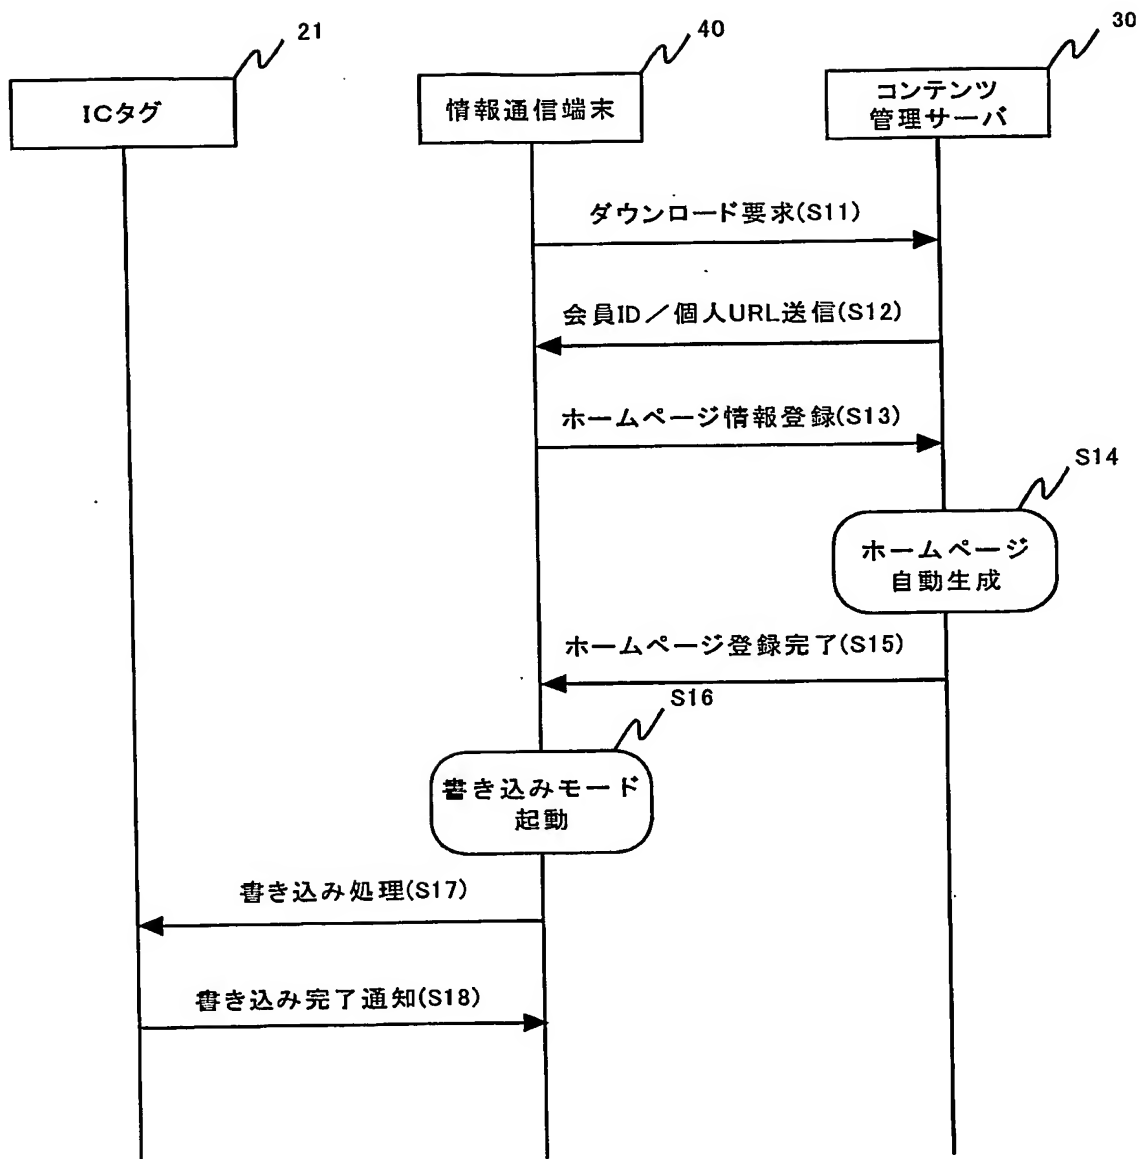 21
40
30
ICタグ
情報通信端末
コンテンツ
管理サーバ
ダウンロード要求(S11)
会員ID／個人URL送信(S12)
ホームページ情報登録(S13)
S14
ホームページ
自動生成
ホームページ登録完了(S15)
S16
書き込みモード
起動
書き込み処理(S17)
書き込み完了通知(S18)